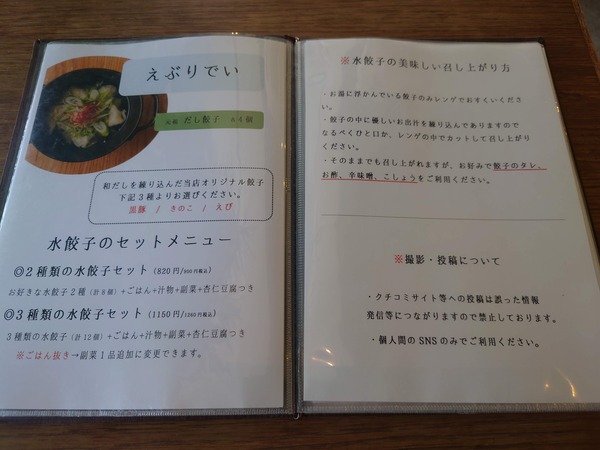 えぶりでい
元祖 だし餃子 各4個
和だしを練り込んだ当店オリジナル餃子
下記3種よりお選びください。
黒豚 / きのこ / えび
水餃子のセットメニュー
◎2種類の水餃子セット (820円/900円税込)
お好きな水餃子2種(計8個)+ごはん+汁物+副菜+杏仁豆腐つき
◎3種類の水餃子セット (1150円/1260円税込)
3種類の水餃子(計12個)+ごはん+汁物+副菜+杏仁豆腐つき
※ごはん抜き→副菜1品追加に変更できます。
※水餃子の美味しい召し上がり方
・お湯に浮かんでいる餃子のみレンゲでおすくいくださ
い。
・餃子の中に優しいお出汁を練り込んでありますので
なるべくひと口か、レンゲの中でカットして召し上がり
ください。
・そのままでも召し上がれますが、お好みで餃子のタレ、
お酢、辛味噌、こしょうをご利用ください。
※撮影・投稿について
・クチコミサイト等への投稿は誤った情報
発信等につながりますので禁止しております。
・個人間のSNSのみでご利用ください。